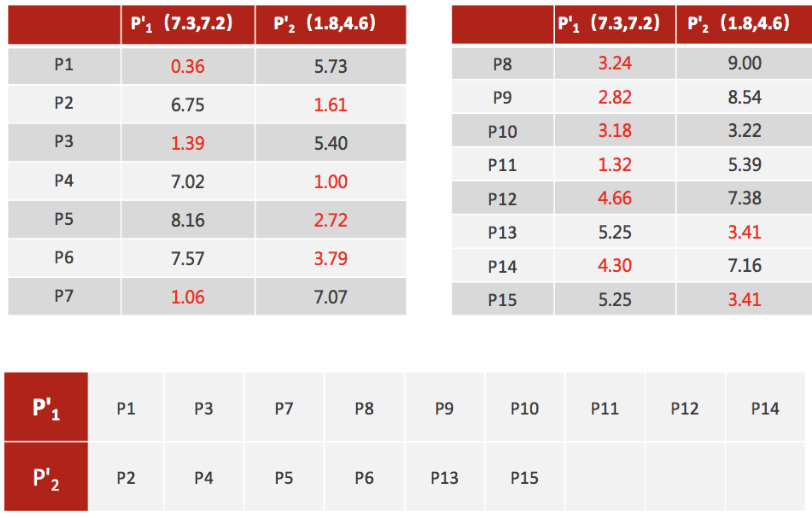 P'1 (7.3,7.2) P'2 (1.8,4.6)
P1 0.36 5.73
P2 6.75 1.61
P3 1.39 5.40
P4 7.02 1.00
P5 8.16 2.72
P6 7.57 3.79
P7 1.06 7.07
P'1 (7.3,7.2) P'2 (1.8,4.6)
P8 3.24 9.00
P9 2.82 8.54
P10 3.18 3.22
P11 1.32 5.39
P12 4.66 7.38
P13 5.25 3.41
P14 4.30 7.16
P15 5.25 3.41
P'1 P1 P3 P7 P8 P9 P10 P11 P12 P14
P'2 P2 P4 P5 P6 P13 P15